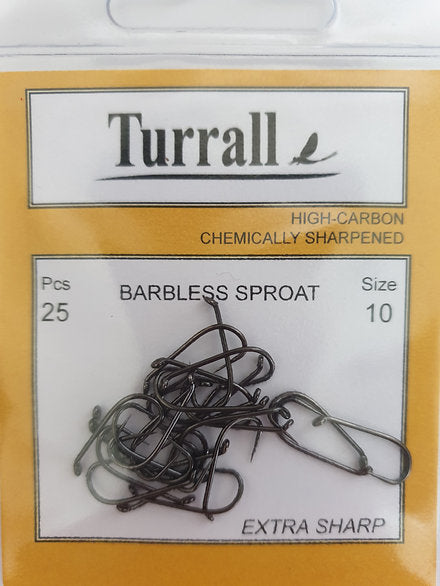 Turrall
HIGH-CARBON
CHEMICALLY SHARPENED
Pcs BARBLESS SPROAT Size
25 10
EXTRA SHARP